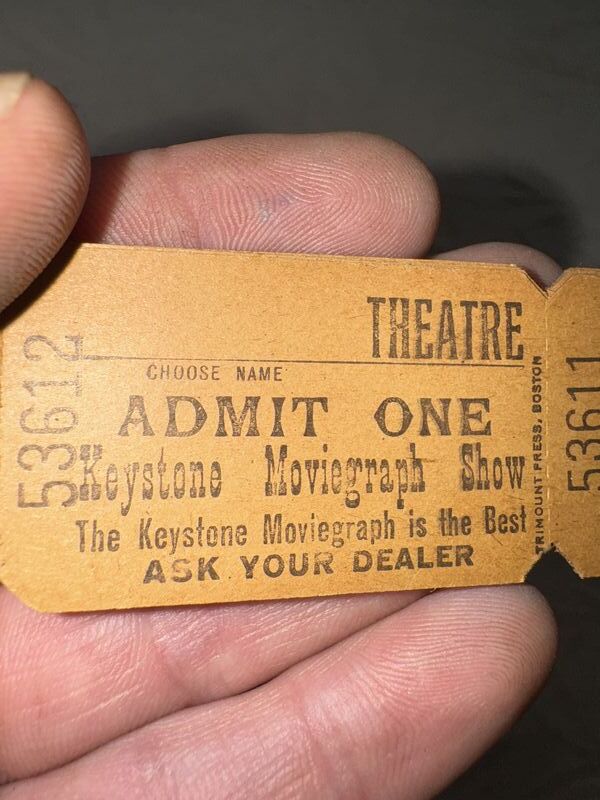 THEATRE
CHOOSE NAME
ADMIT ONE
Keystone Moviegraph Show
The Keystone Moviegraph is the Best
ASK YOUR DEALER
53612
TRIMOUNT PRESS, BOSTON
53611